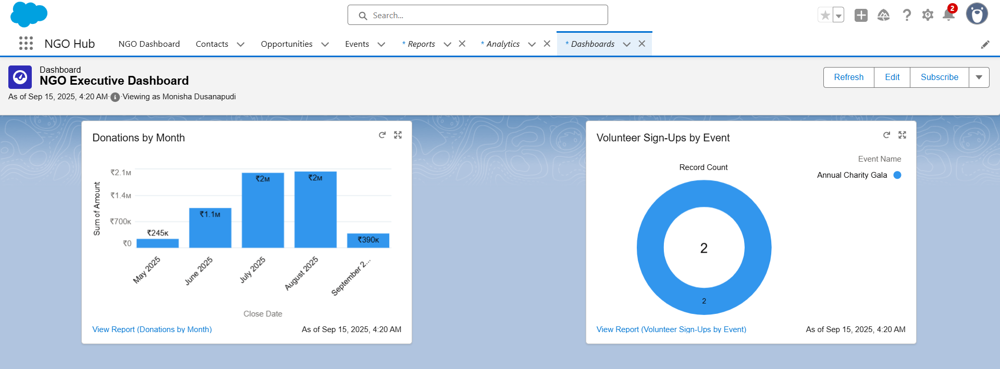 Search...
2
NGO Hub
NGO Dashboard
Contacts
Opportunities
Events
* Reports
* Analytics
* Dashboards
Dashboard
NGO Executive Dashboard
As of Sep 15, 2025, 4:20 AM·i·Viewing as Monisha Dusanapudi
Refresh
Edit
Subscribe
Donations by Month
Sum of Amount
₹2.1M
₹1.4M
₹700K
₹0
₹245K
₹1.1M
₹2M
₹2M
₹390K
May 2025
June 2025
July 2025
August 2025
September 2...
Close Date
View Report (Donations by Month)
As of Sep 15, 2025, 4:20 AM
Volunteer Sign-Ups by Event
Event Name
Annual Charity Gala
Record Count
2
2
View Report (Volunteer Sign-Ups by Event)
As of Sep 15, 2025, 4:20 AM